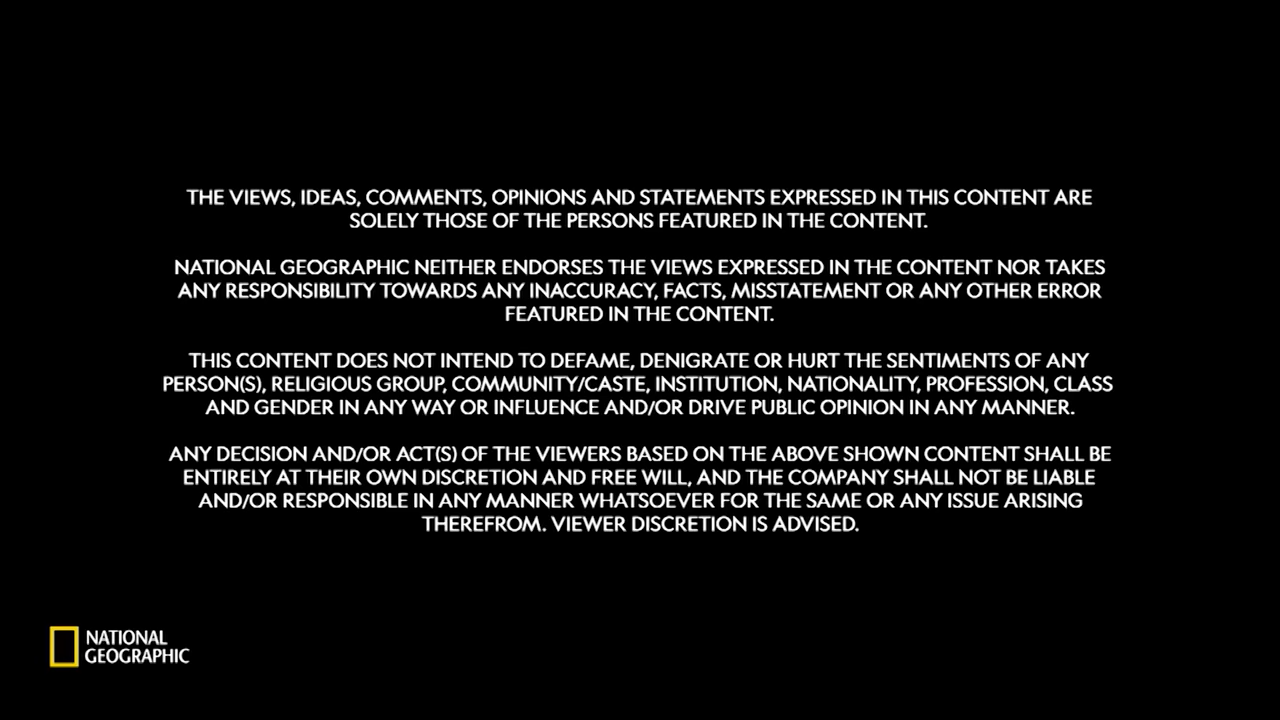 THE VIEWS, IDEAS, COMMENTS, OPINIONS AND STATEMENTS EXPRESSED IN THIS CONTENT ARE
SOLELY THOSE OF THE PERSONS FEATURED IN THE CONTENT.
NATIONAL GEOGRAPHIC NEITHER ENDORSES THE VIEWS EXPRESSED IN THE CONTENT NOR TAKES
ANY RESPONSIBILITY TOWARDS ANY INACCURACY, FACTS, MISSTATEMENT OR ANY OTHER ERROR
FEATURED IN THE CONTENT.
THIS CONTENT DOES NOT INTEND TO DEFAME, DENIGRATE OR HURT THE SENTIMENTS OF ANY
PERSON(S), RELIGIOUS GROUP, COMMUNITY/CASTE, INSTITUTION, NATIONALITY, PROFESSION, CLASS
AND GENDER IN ANY WAY OR INFLUENCE AND/OR DRIVE PUBLIC OPINION IN ANY MANNER.
ANY DECISION AND/OR ACT(S) OF THE VIEWERS BASED ON THE ABOVE SHOWN CONTENT SHALL BE
ENTIRELY AT THEIR OWN DISCRETION AND FREE WILL, AND THE COMPANY SHALL NOT BE LIABLE
AND/OR RESPONSIBLE IN ANY MANNER WHATSOEVER FOR THE SAME OR ANY ISSUE ARISING
THEREFROM. VIEWER DISCRETION IS ADVISED.
NATIONAL
GEOGRAPHIC